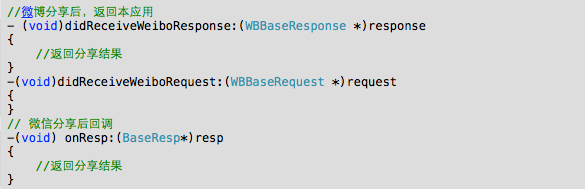 //微博分享后，返回本应用
- (void)didReceiveWeiboResponse:(WBBaseResponse *)response
{
//返回分享结果
}
-(void)didReceiveWeiboRequest:(WBBaseRequest *)request
{
}
// 微信分享后回调
-(void) onResp:(BaseResp*)resp
{
//返回分享结果
}